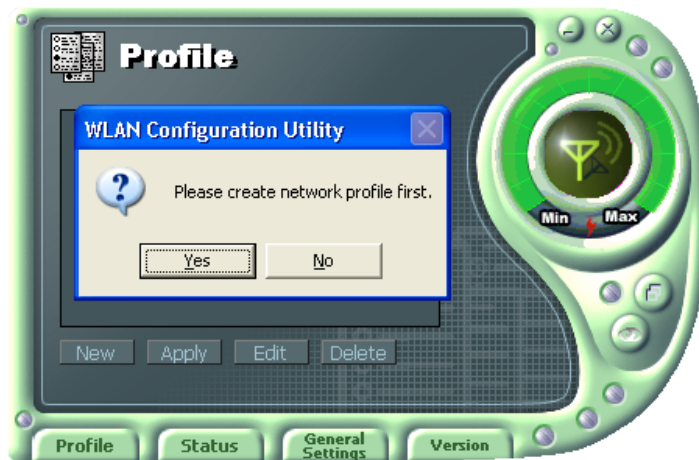 Profile
WLAN Configuration Utility
Please create network profile first.
Yes
No
Min
Max
New
Apply
Edit
Delete
Profile
Status
General
Settings
Version